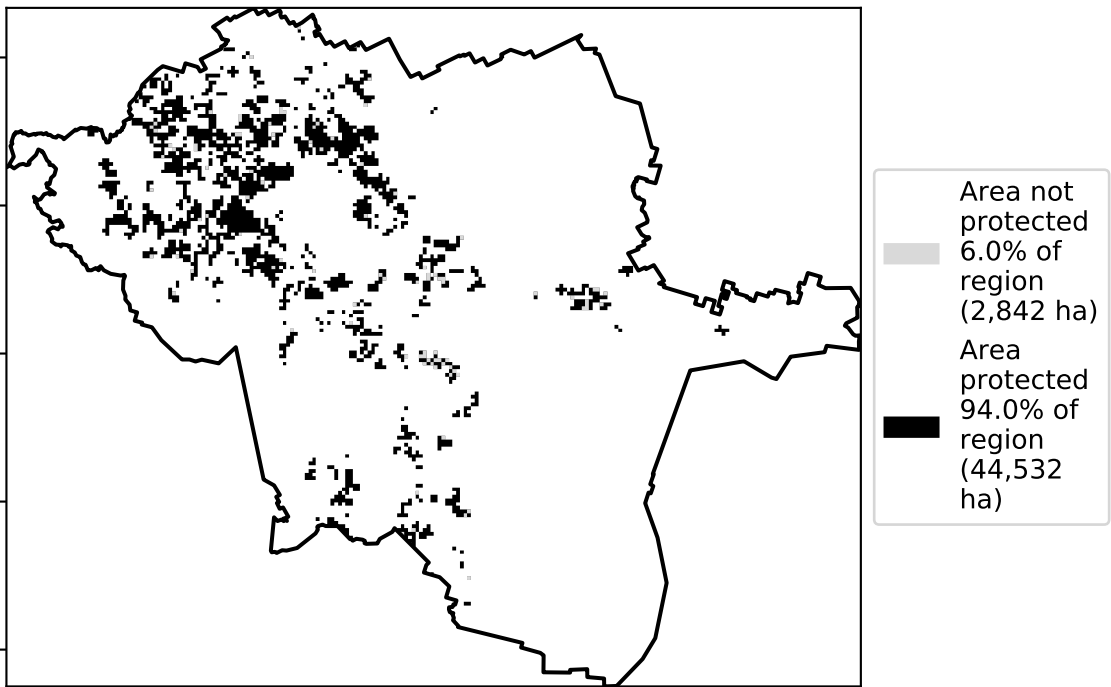 Area not
protected
6.0% of
region
(2,842 ha)
Area
protected
94.0% of
region
(44,532
ha)